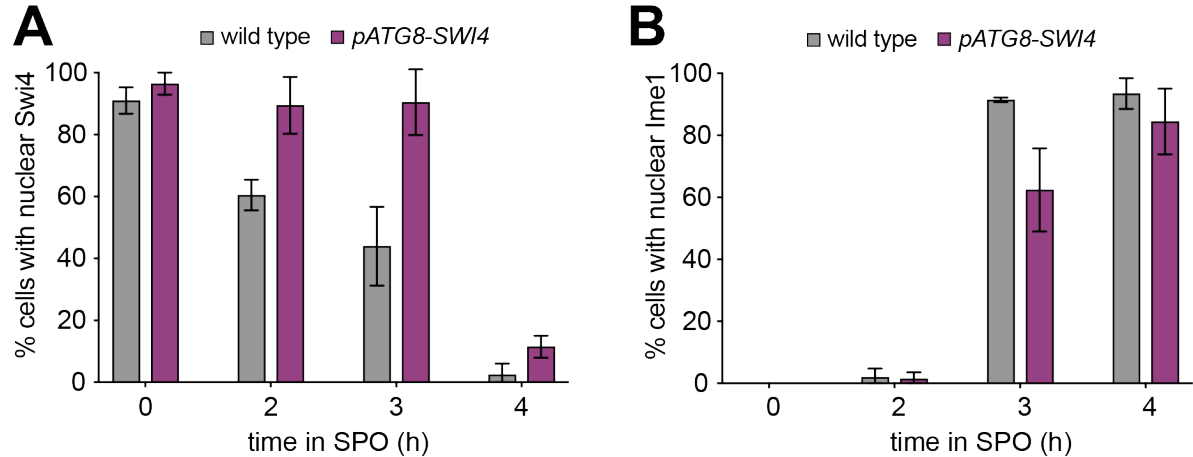 A
wild type pATG8-SWI4
% cells with nuclear Swi4
100
80
60
40
20
0
0 2 3 4
time in SPO (h)
B
wild type pATG8-SWI4
% cells with nuclear Ime1
100
80
60
40
20
0
0 2 3 4
time in SPO (h)